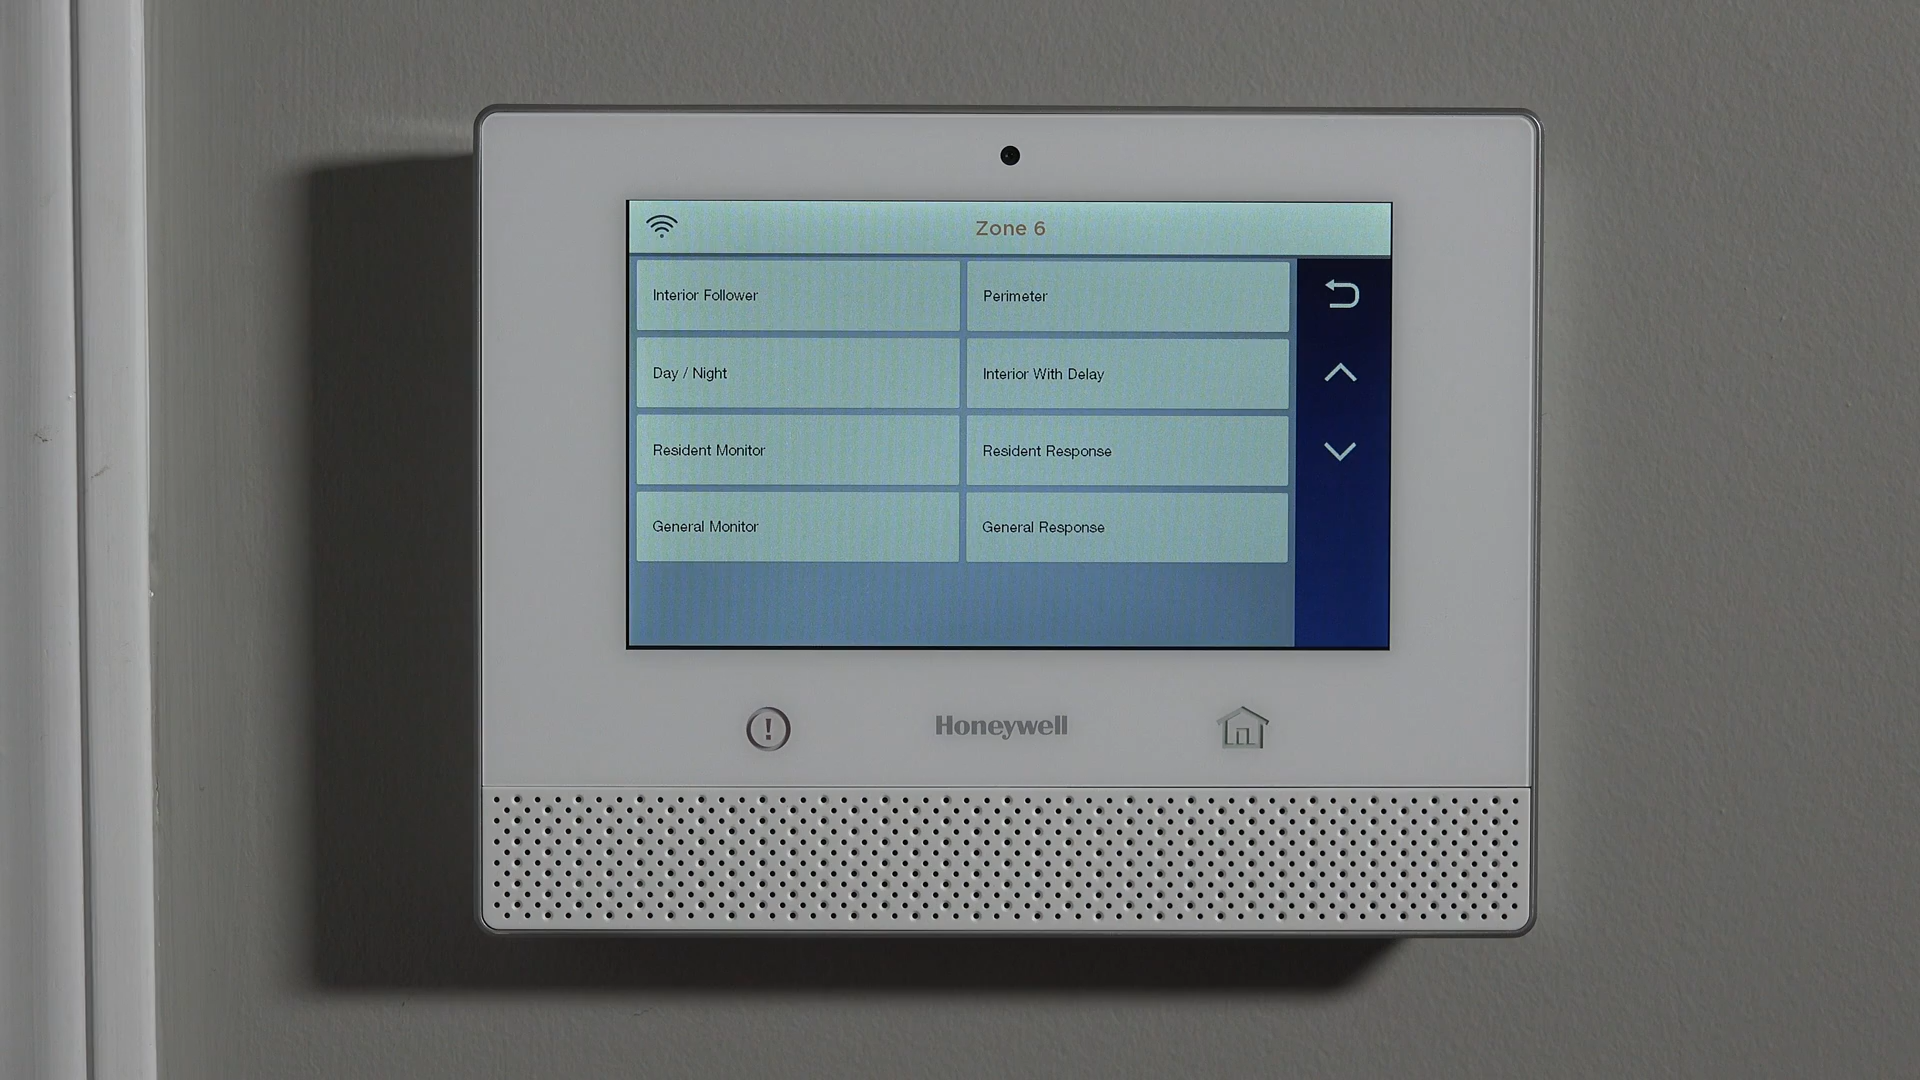 Zone 6
Interior Follower
Perimeter
Day / Night
Interior With Delay
Resident Monitor
Resident Response
General Monitor
General Response
Honeywell